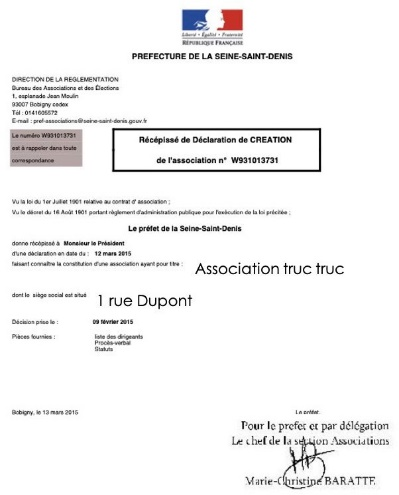 Liberté • Égalité • Fraternité
RÉPUBLIQUE FRANÇAISE
PREFECTURE DE LA SEINE-SAINT-DENIS
DIRECTION DE LA REGLEMENTATION
Bureau des Associations et des Élections
1, esplanade Jean Moulin
93007 Bobigny cedex
Tél : 0141605572
E-mail : pref-associations@seine-saint-denis.gouv.fr
Le numéro W931013731
est à rappeler dans toute
correspondance
Récépissé de Déclaration de CREATION
de l'association n° W931013731
Vu la loi du 1er Juillet 1901 relative au contrat d' association ;
Vu le décret du 16 Août 1901 portant règlement d'administration publique pour l'exécution de la loi précitée ;
Le préfet de la Seine-Saint-Denis
donne récépissé à Monsieur le Président
d'une déclaration en date du : 12 mars 2015
faisant connaître la constitution d'une association ayant pour titre :
Association truc truc
dont le siège social est situé
1 rue Dupont
Décision prise le : 09 février 2015
Pièces fournies : liste des dirigeants
Procès-verbal
Statuts
Bobigny, le 13 mars 2015
Le préfet
Pour le prefet et par délégation
Le chef de la section Associations
Marie-Christine BARATTE